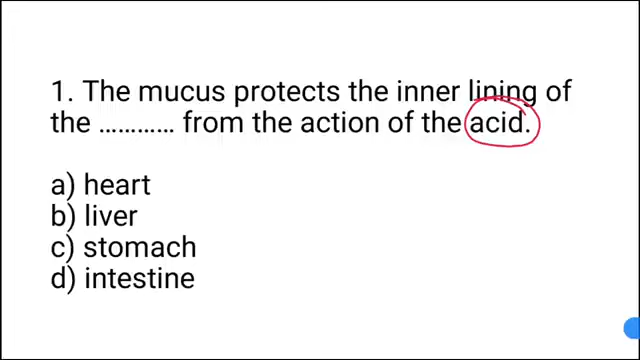 1. The mucus protects the inner lining of
the ............ from the action of the acid.
a) heart
b) liver
c) stomach
d) intestine